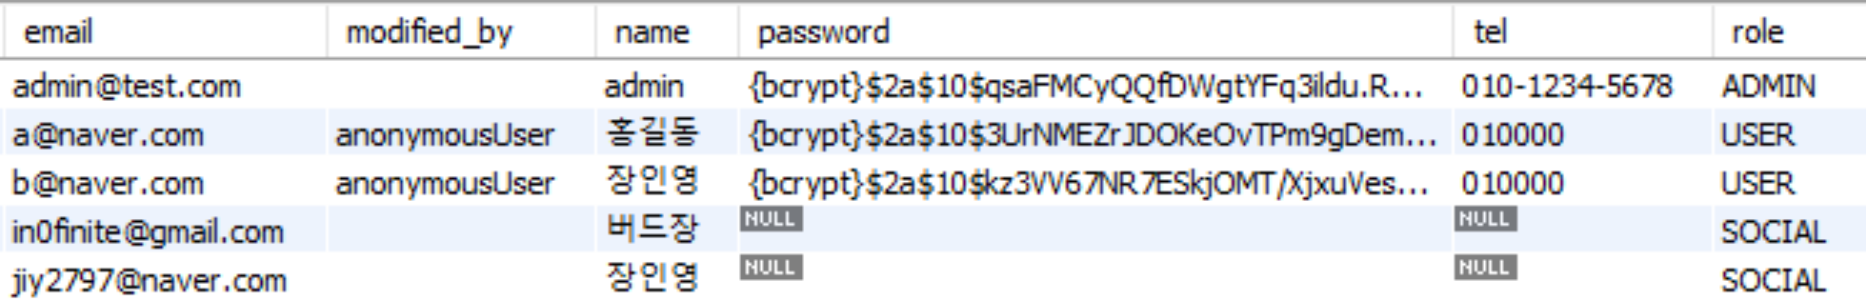 email modified_by name password tel role
admin@test.com admin {bcrypt}$2a$10$qsaFMCyQQfDWgtYFq3ildu.R... 010-1234-5678 ADMIN
a@naver.com anonymousUser 홍길동 {bcrypt}$2a$10$3UrNMEZrJDOKeOvTPm9gDem... 010000 USER
b@naver.com anonymousUser 장인영 {bcrypt}$2a$10$kz3VV67NR7ESkjOMT/XjxuVes... 010000 USER
in0finite@gmail.com 버드장 NULL NULL SOCIAL
jiy2797@naver.com 장인영 NULL NULL SOCIAL